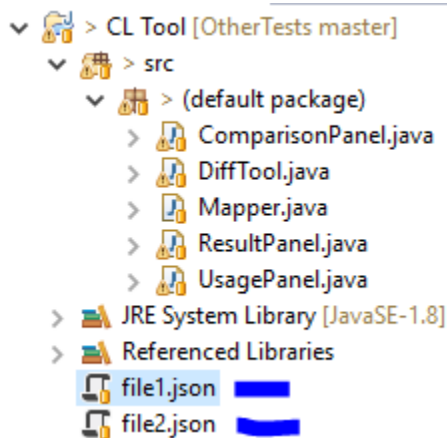 > CL Tool [OtherTests master]
> src
> (default package)
ComparisonPanel.java
DiffTool.java
Mapper.java
ResultPanel.java
UsagePanel.java
JRE System Library [JavaSE-1.8]
Referenced Libraries
file1.json
file2.json